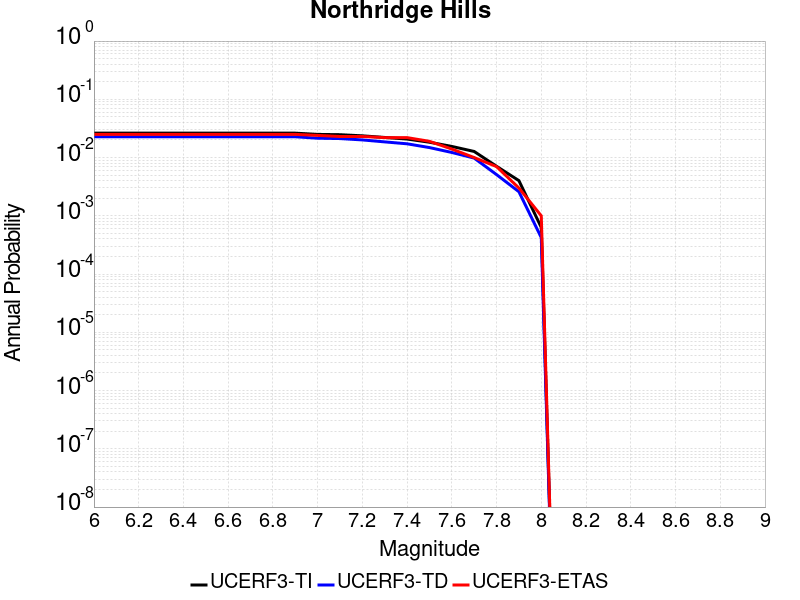 Northridge Hills
10^0
10^-1
10^-2
10^-3
10^-4
10^-5
10^-6
10^-7
10^-8
Annual Probability
6 6.2 6.4 6.6 6.8 7 7.2 7.4 7.6 7.8 8 8.2 8.4 8.6 8.8 9
Magnitude
UCERF3-TI UCERF3-TD UCERF3-ETAS